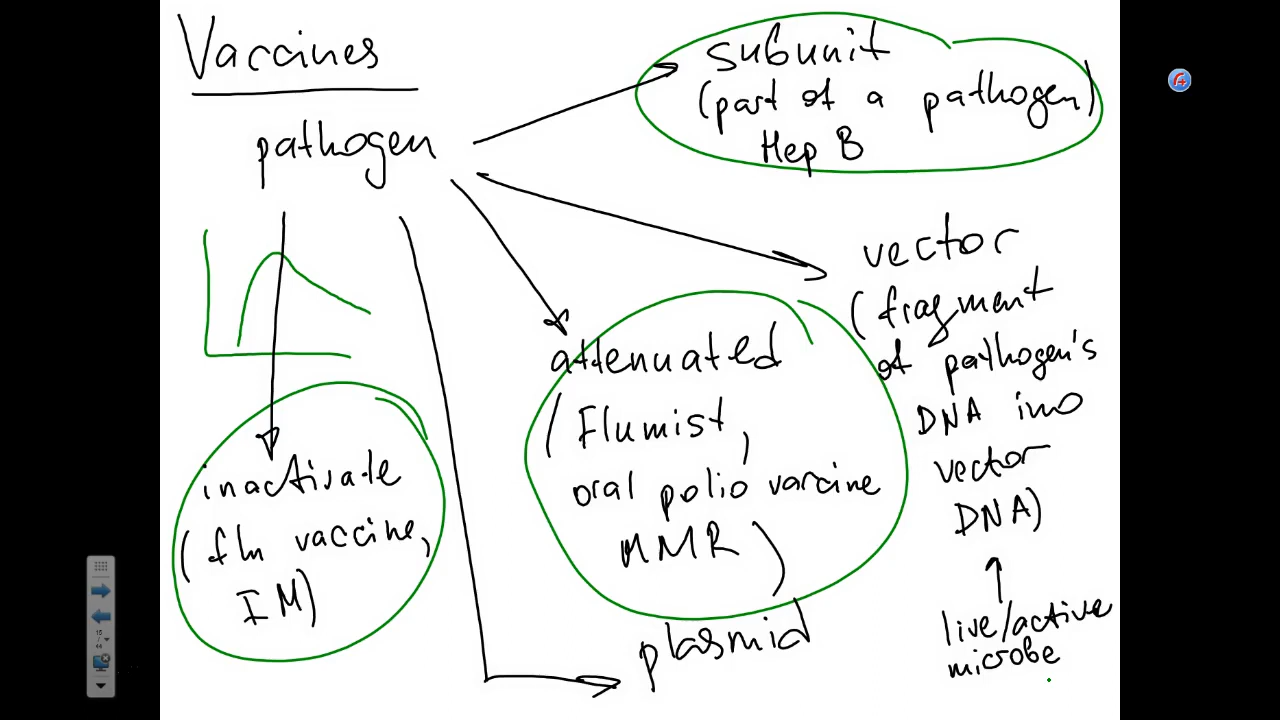 Vaccines
pathogen
subunit
(part of a pathogen)
Hep B
vector
(fragment
of pathogen's
DNA into
vector
DNA)
live/active
microbe
attenuated
(Flumist,
oral polio vaccine
MMR)
inactivate
(flu vaccine,
IM)
plasmid